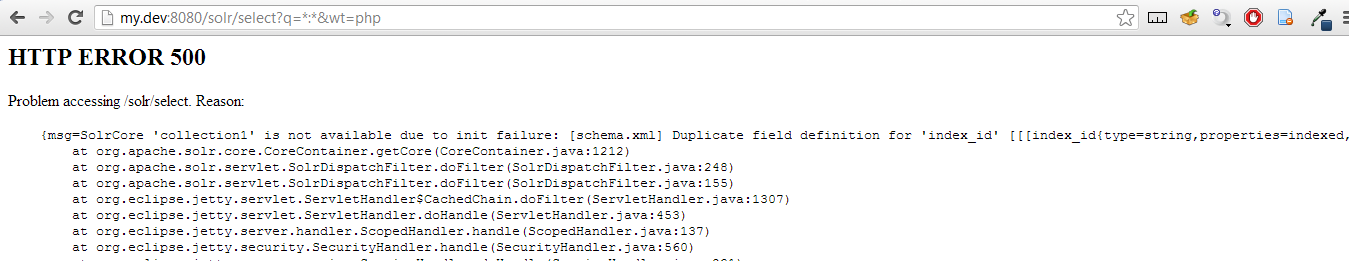 my.dev:8080/solr/select?q=*:*&wt=php
HTTP ERROR 500
Problem accessing /solr/select. Reason:
{msg=SolrCore 'collection1' is not available due to init failure: [schema.xml] Duplicate field definition for 'index_id' [[[index_id{type=string,properties=indexed,
at org.apache.solr.core.CoreContainer.getCore(CoreContainer.java:1212)
at org.apache.solr.servlet.SolrDispatchFilter.doFilter(SolrDispatchFilter.java:248)
at org.apache.solr.servlet.SolrDispatchFilter.doFilter(SolrDispatchFilter.java:155)
at org.eclipse.jetty.servlet.ServletHandler$CachedChain.doFilter(ServletHandler.java:1307)
at org.eclipse.jetty.servlet.ServletHandler.doHandle(ServletHandler.java:453)
at org.eclipse.jetty.server.handler.ScopedHandler.handle(ScopedHandler.java:137)
at org.eclipse.jetty.security.SecurityHandler.handle(SecurityHandler.java:560)